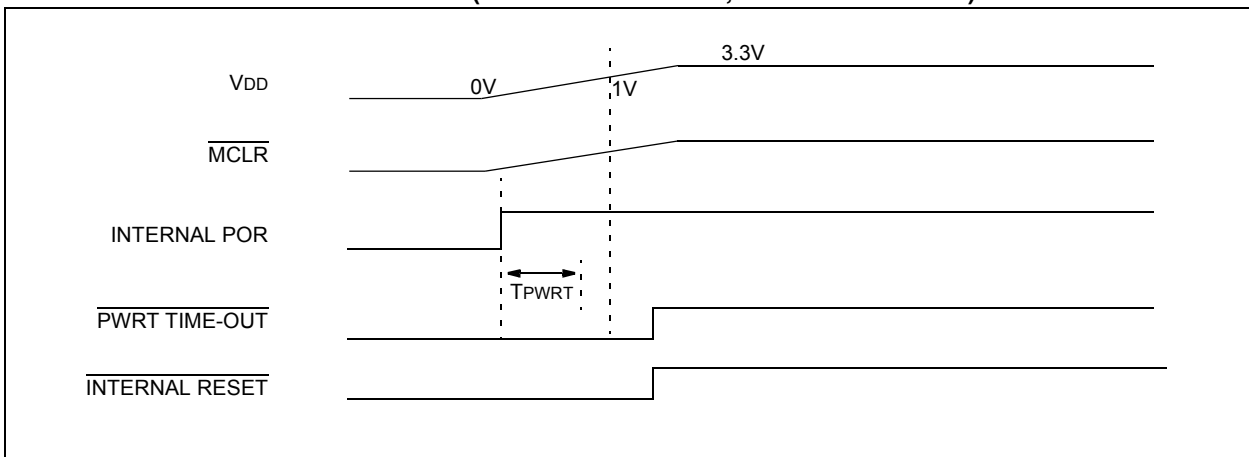 3.3V
VDD
0V
1V
MCLR
INTERNAL POR
TPWRT
PWRT TIME-OUT
INTERNAL RESET